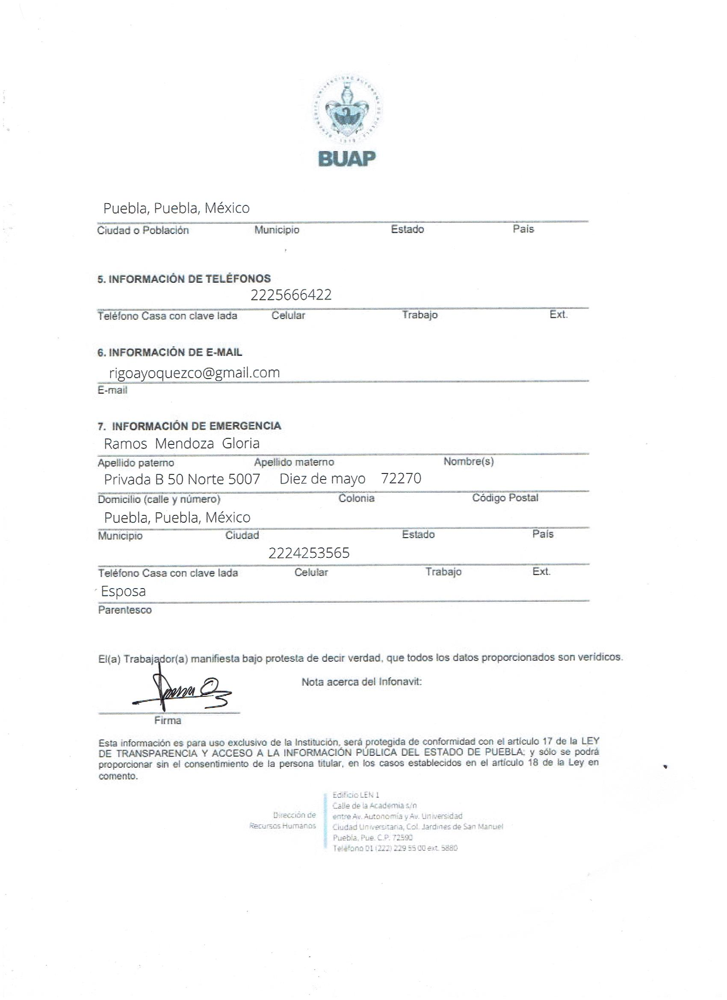 BENEMÉRITA UNIVERSIDAD AUTÓNOMA DE PUEBLA
1578
BUAP
Puebla, Puebla, México
Ciudad o Población Municipio Estado Pais
5. INFORMACIÓN DE TELÉFONOS
2225666422
Teléfono Casa con clave lada Celular Trabajo Ext.
6. INFORMACIÓN DE E-MAIL
rigoayoquezco@gmail.com
E-mail
7. INFORMACIÓN DE EMERGENCIA
Ramos Mendoza Gloria
Apellido paterno Apellido materno Nombre(s)
Privada B 50 Norte 5007 Diez de mayo 72270
Domicilio (calle y número) Colonia Código Postal
Puebla, Puebla, México
Municipio Ciudad Estado País
2224253565
Teléfono Casa con clave lada Celular Trabajo Ext.
Esposa
Parentesco
El(a) Trabajador(a) manifiesta bajo protesta de decir verdad, que todos los datos proporcionados son veridicos.
Nota acerca del Infonavit:
Firma
Esta información es para uso exclusivo de la Institución, será protegida de conformidad con el artículo 17 de la LEY
DE TRANSPARENCIA Y ACCESO A LA INFORMACIÓN PÚBLICA DEL ESTADO DE PUEBLA; y sólo se podrá
proporcionar sin el consentimiento de la persona titular, en los casos establecidos en el artículo 18 de la Ley en
comento.
Dirección de
Recursos Humanos
Edificio LEN 1
Calle de la Academia s/n
entre Av. Autonomía y Av. Universidad
Ciudad Universitaria, Col. Jardines de San Manuel
Puebla, Pue. C.P. 72590
Teléfono 01 (222) 229 55 00 ext. 5880